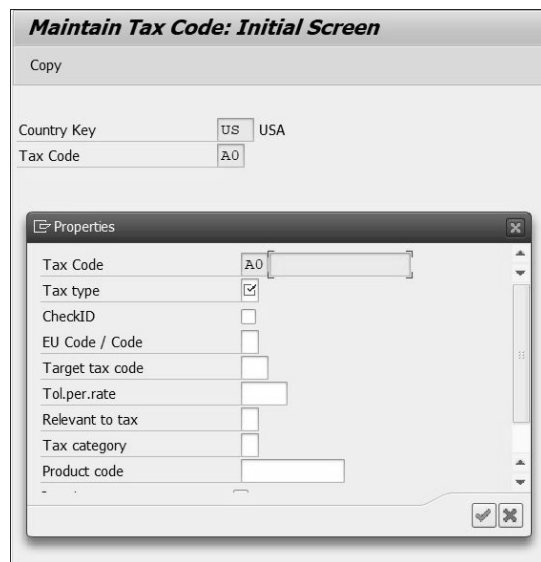 Maintain Tax Code: Initial Screen
Copy
Country Key US USA
Tax Code A0
Properties
Tax Code A0
Tax type
CheckID
EU Code / Code
Target tax code
Tol.per.rate
Relevant to tax
Tax category
Product code